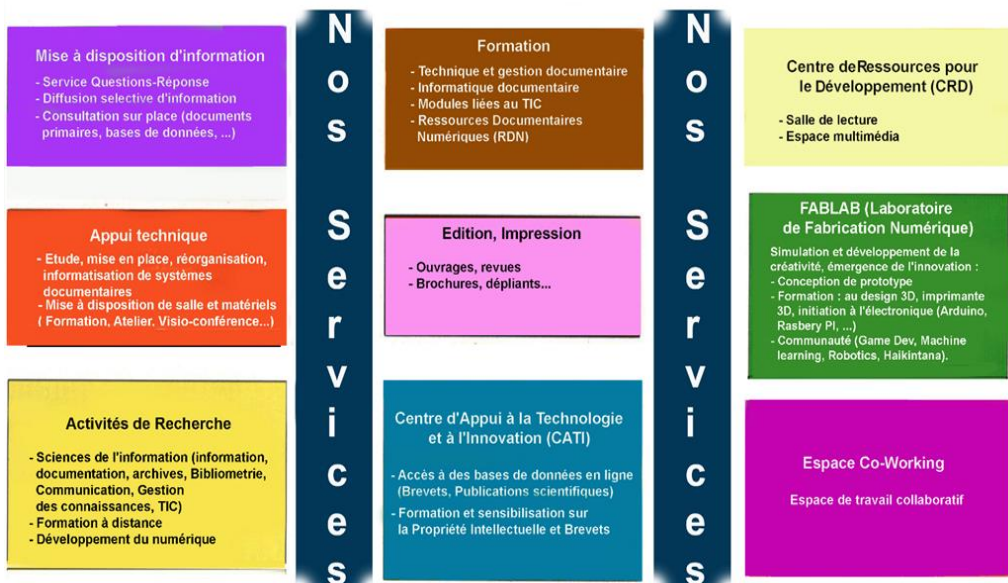 Mise à disposition d'information
- Service Questions-Réponse
- Diffusion selective d'information
- Consultation sur place (documents
primaires, bases de données, ...)
Appui technique
- Etude, mise en place, réorganisation,
informatisation de systèmes
documentaires
- Mise à disposition de salle et matériels
( Formation, Atelier, Visio-conférence...)
Activités de Recherche
- Sciences de l'information (information,
documentation, archives, Bibliometrie,
Communication, Gestion
des connaissances, TIC)
- Formation à distance
- Développement du numérique
Nos Services
Formation
- Technique et gestion documentaire
- Informatique documentaire
- Modules liées au TIC
- Ressources Documentaires
Numériques (RDN)
Edition, Impression
- Ouvrages, revues
- Brochures, dépliants...
Centre d'Appui à la Technologie
et à l'Innovation (CATI)
- Accès à des bases de données en ligne
(Brevets, Publications scientifiques)
- Formation et sensibilisation sur
la Propriété Intellectuelle et Brevets
Nos Services
Centre deRessources pour
le Développement (CRD)
- Salle de lecture
- Espace multimédia
FABLAB (Laboratoire
de Fabrication Numérique)
Simulation et développement de la
créativité, émergence de l'innovation :
- Conception de prototype
- Formation : au design 3D, imprimante
3D, initiation à l'électronique (Arduino,
Rasbery PI, ...)
- Communauté (Game Dev, Machine
learning, Robotics, Haikintana).
Espace Co-Working
Espace de travail collaboratif